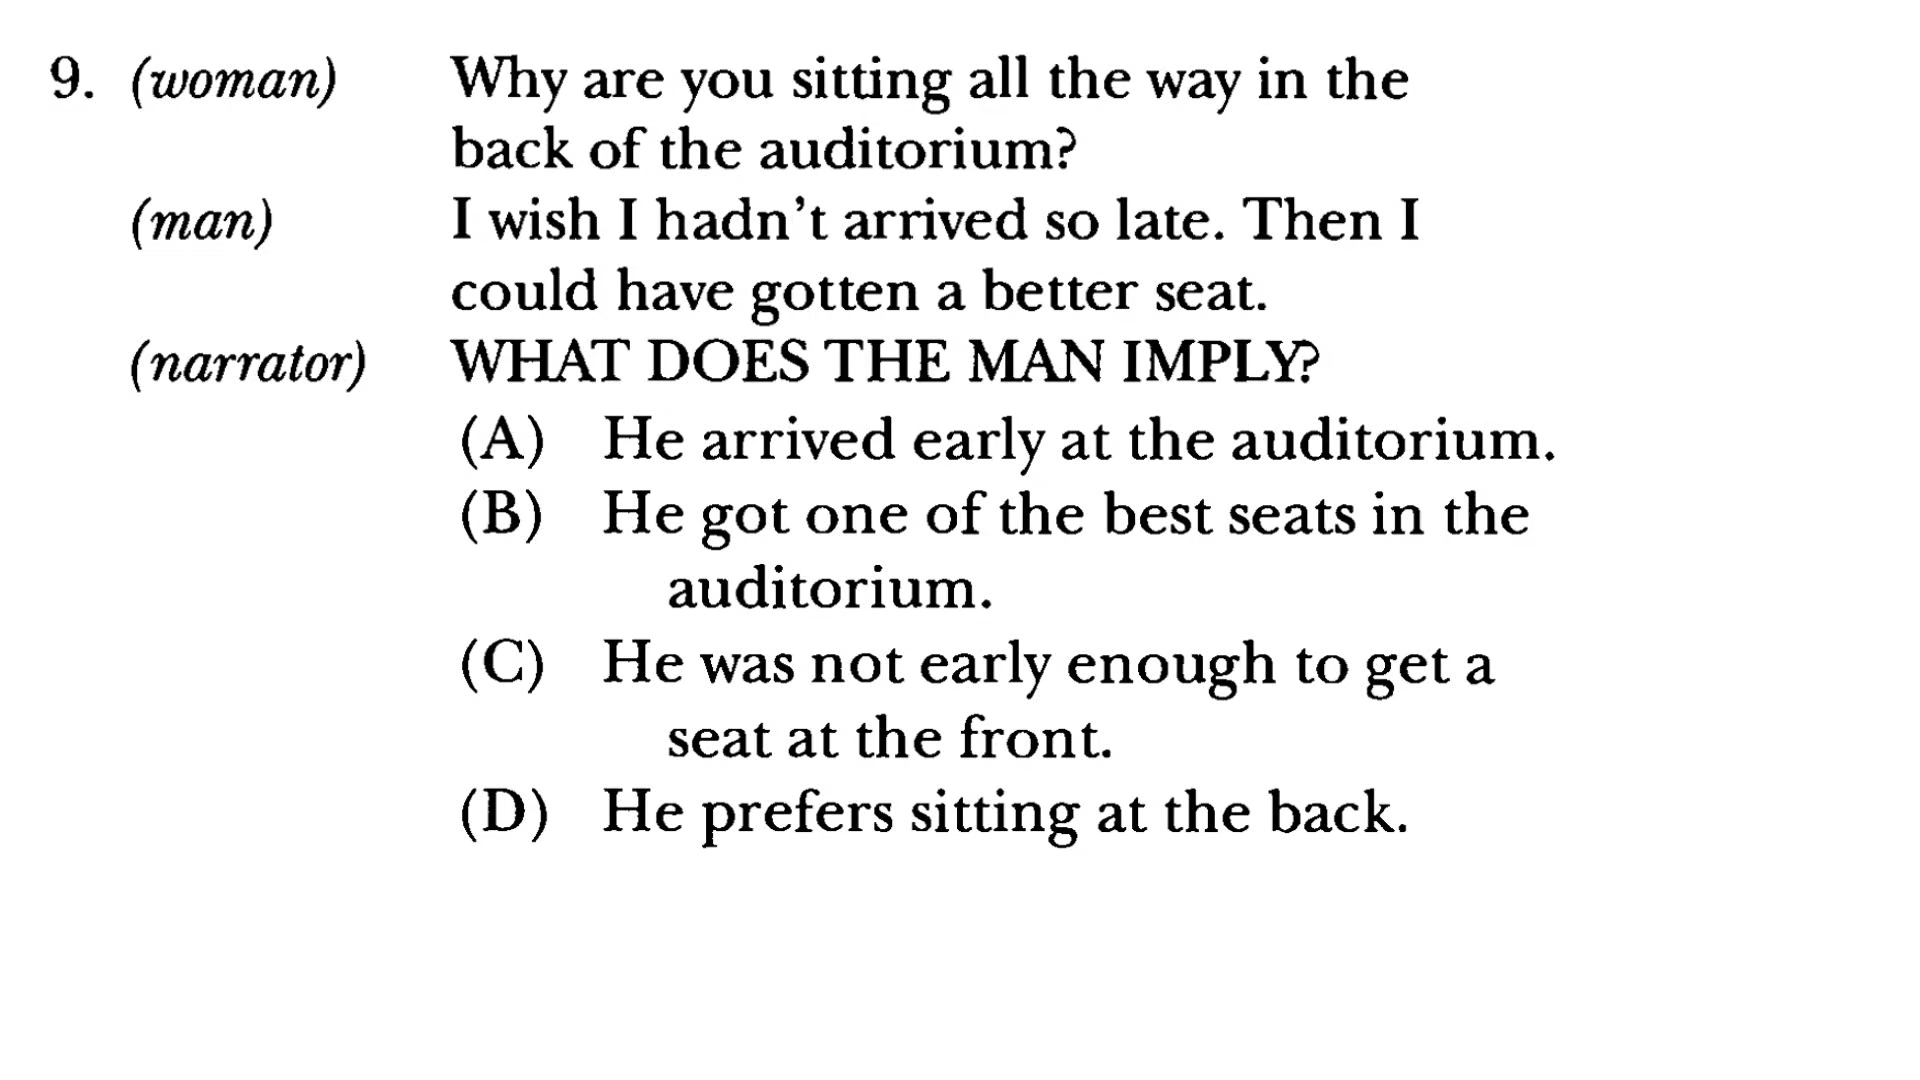 9. (woman) Why are you sitting all the way in the
back of the auditorium?
(man) I wish I hadn't arrived so late. Then I
could have gotten a better seat.
(narrator) WHAT DOES THE MAN IMPLY?
(A) He arrived early at the auditorium.
(B) He got one of the best seats in the
auditorium.
(C) He was not early enough to get a
seat at the front.
(D) He prefers sitting at the back.